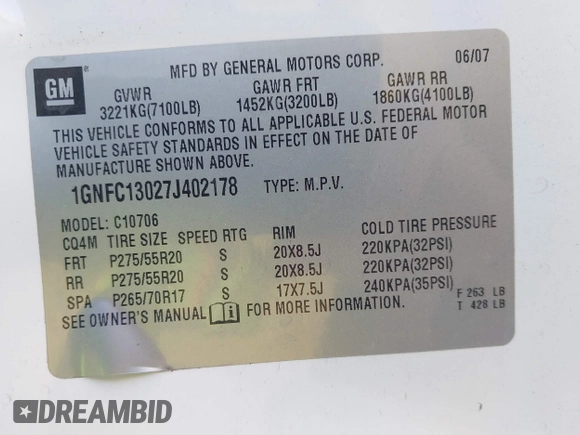 GM ® MFD BY GENERAL MOTORS CORP. 06/07
GVWR GAWR FRT GAWR RR
3221KG(7100LB) 1452KG(3200LB) 1860KG(4100LB)
THIS VEHICLE CONFORMS TO ALL APPLICABLE U.S. FEDERAL MOTOR
VEHICLE SAFETY STANDARDS IN EFFECT ON THE DATE OF
MANUFACTURE SHOWN ABOVE.
1GNFC13027J402178 TYPE: M.P.V.
MODEL: C10706
CQ4M TIRE SIZE SPEED RTG RIM COLD TIRE PRESSURE
FRT P275/55R20 S 20X8.5J 220KPA(32PSI)
RR P275/55R20 S 20X8.5J 220KPA(32PSI)
SPA P265/70R17 S 17X7.5J 240KPA(35PSI)
F 263 LB
SEE OWNER'S MANUAL FOR MORE INFORMATION. T 428 LB
DREAMBID